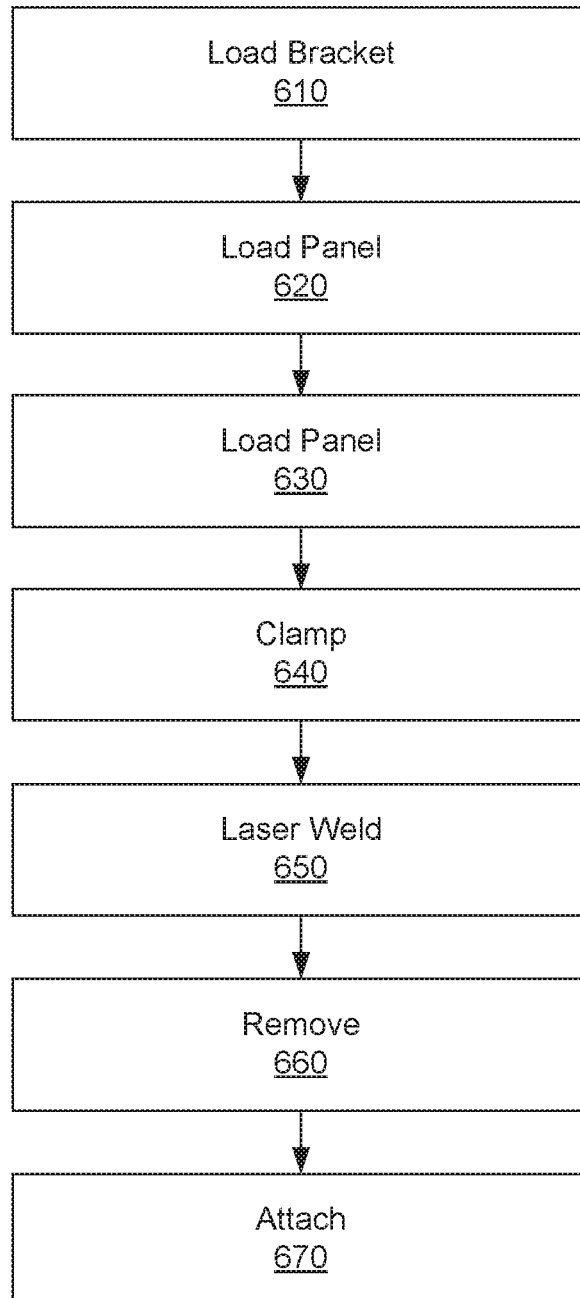 Load Bracket
610
Load Panel
620
Load Panel
630
Clamp
640
Laser Weld
650
Remove
660
Attach
670